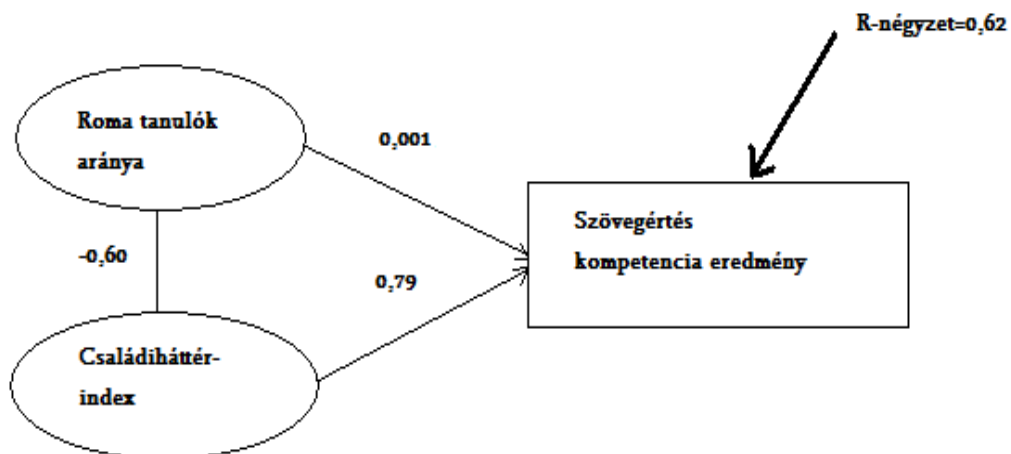 R-négyzet=0,62
Roma tanulók
aránya
0,001
Szövegértés
kompetencia eredmény
-0,60
0,79
Családiháttér-
index